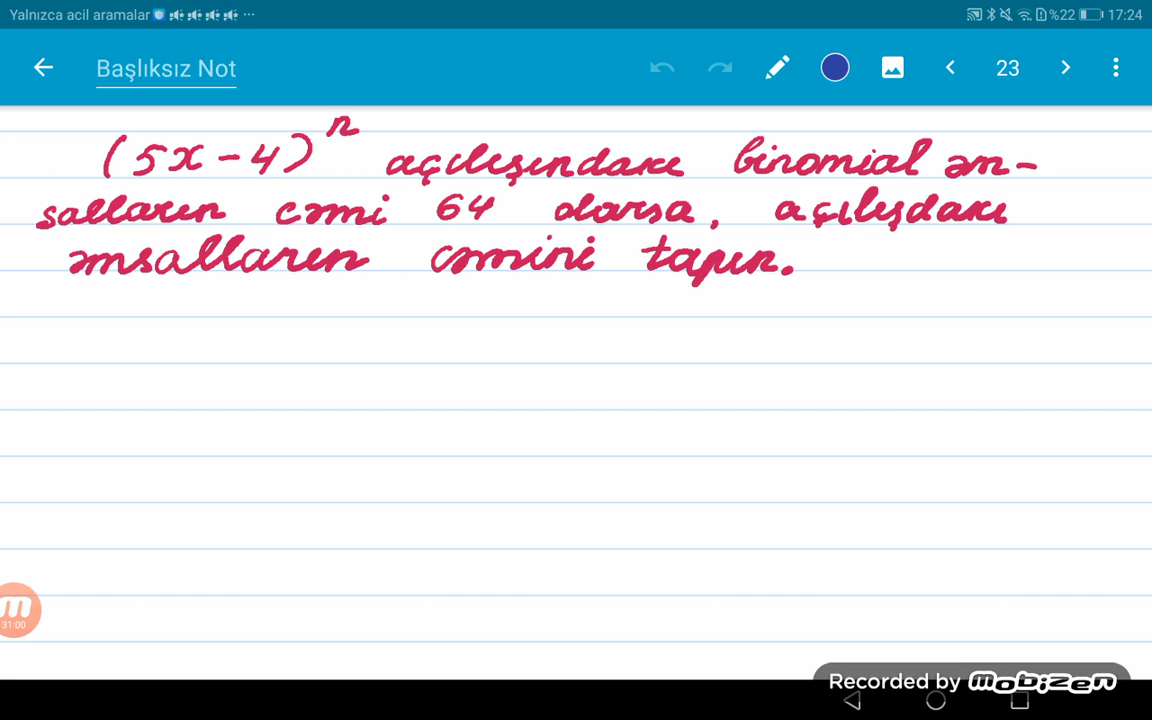 Yalnızca acil aramalar ... %22 17:24
Başlıksız Not 23
(5x-4)ⁿ açılışındakı binomial əm-
salların cəmi 64 olarsa, açılışdakı
əmsalların cəmini tapın.
31:00
Recorded by mobizen